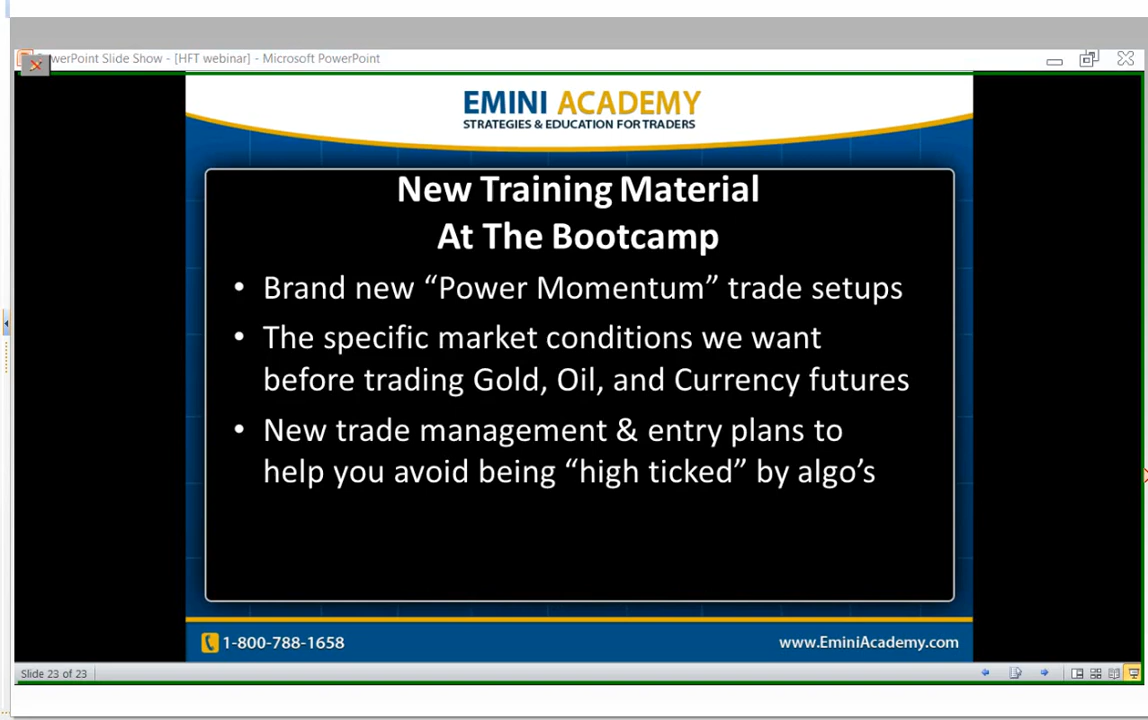 PowerPoint Slide Show - [HFT webinar] - Microsoft PowerPoint
EMINI ACADEMY
STRATEGIES & EDUCATION FOR TRADERS
New Training Material
At The Bootcamp
• Brand new “Power Momentum” trade setups
• The specific market conditions we want
before trading Gold, Oil, and Currency futures
• New trade management & entry plans to
help you avoid being “high ticked” by algo’s
1-800-788-1658
www.EminiAcademy.com
Slide 23 of 23